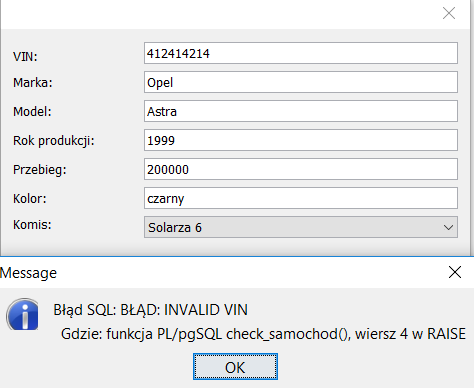 VIN: 412414214
Marka: Opel
Model: Astra
Rok produkcji: 1999
Przebieg: 200000
Kolor: czarny
Komis: Solarza 6
Message
Błąd SQL: BŁĄD: INVALID VIN
Gdzie: funkcja PL/pgSQL check_samochod(), wiersz 4 w RAISE
OK